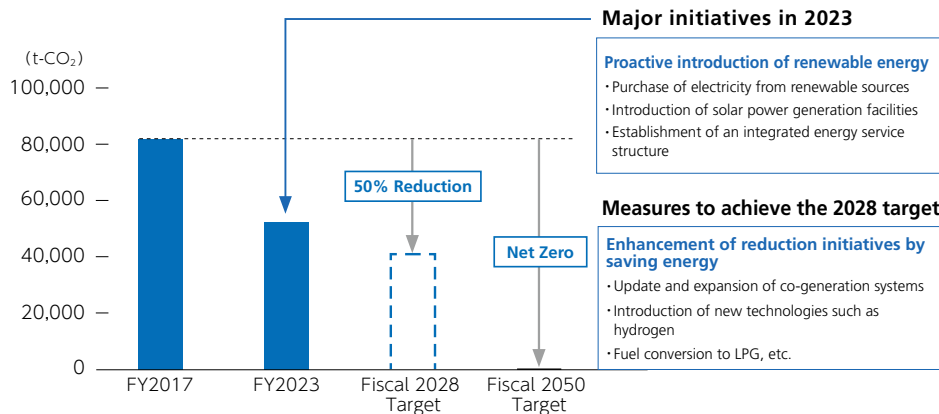 Major initiatives in 2023
(t-CO₂)
100,000
80,000
60,000
40,000
20,000
0
50% Reduction
Net Zero
FY2017
FY2023
Fiscal 2028
Target
Fiscal 2050
Target
Proactive introduction of renewable energy
・Purchase of electricity from renewable sources
・Introduction of solar power generation facilities
・Establishment of an integrated energy service
structure
Measures to achieve the 2028 target
Enhancement of reduction initiatives by
saving energy
・Update and expansion of co-generation systems
・Introduction of new technologies such as
hydrogen
・Fuel conversion to LPG, etc.